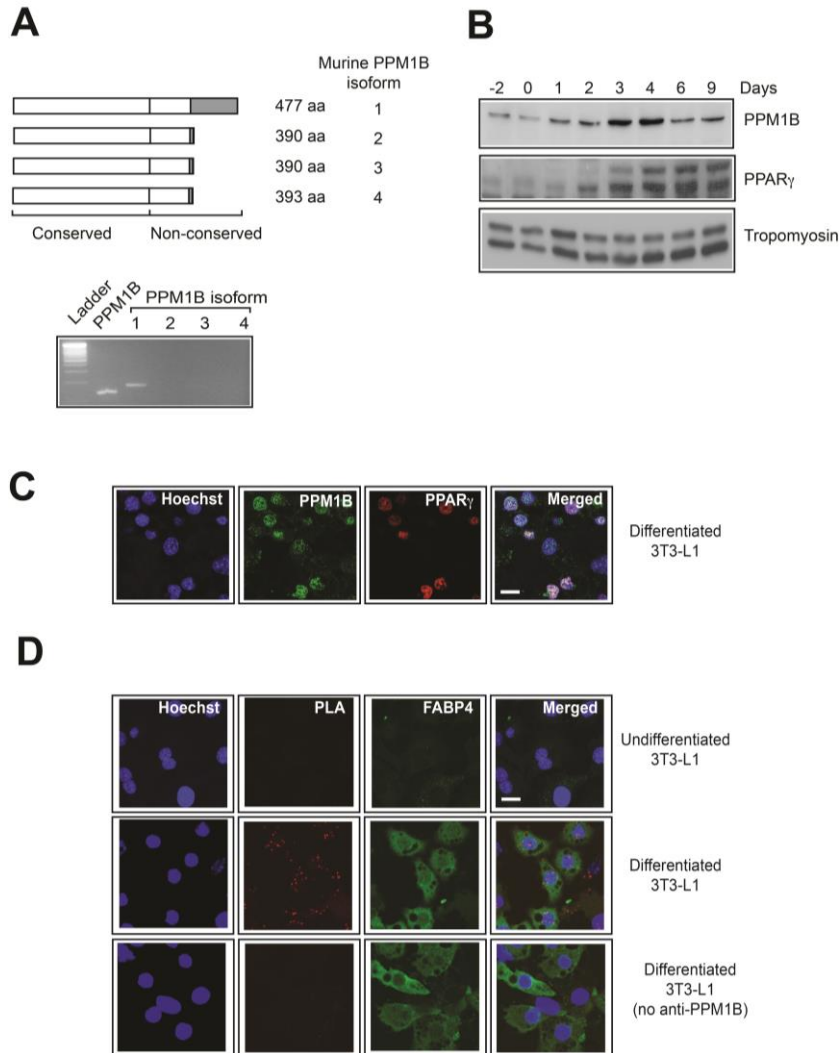 A
Murine PPM1B
isoform
477 aa 1
390 aa 2
390 aa 3
393 aa 4
Conserved Non-conserved
Ladder
PPM1B
PPM1B isoform
1 2 3 4
B
-2 0 1 2 3 4 6 9 Days
PPM1B
PPARγ
Tropomyosin
C
Hoechst PPM1B PPARγ Merged
Differentiated
3T3-L1
D
Hoechst PLA FABP4 Merged
Undifferentiated
3T3-L1
Differentiated
3T3-L1
Differentiated
3T3-L1
(no anti-PPM1B)